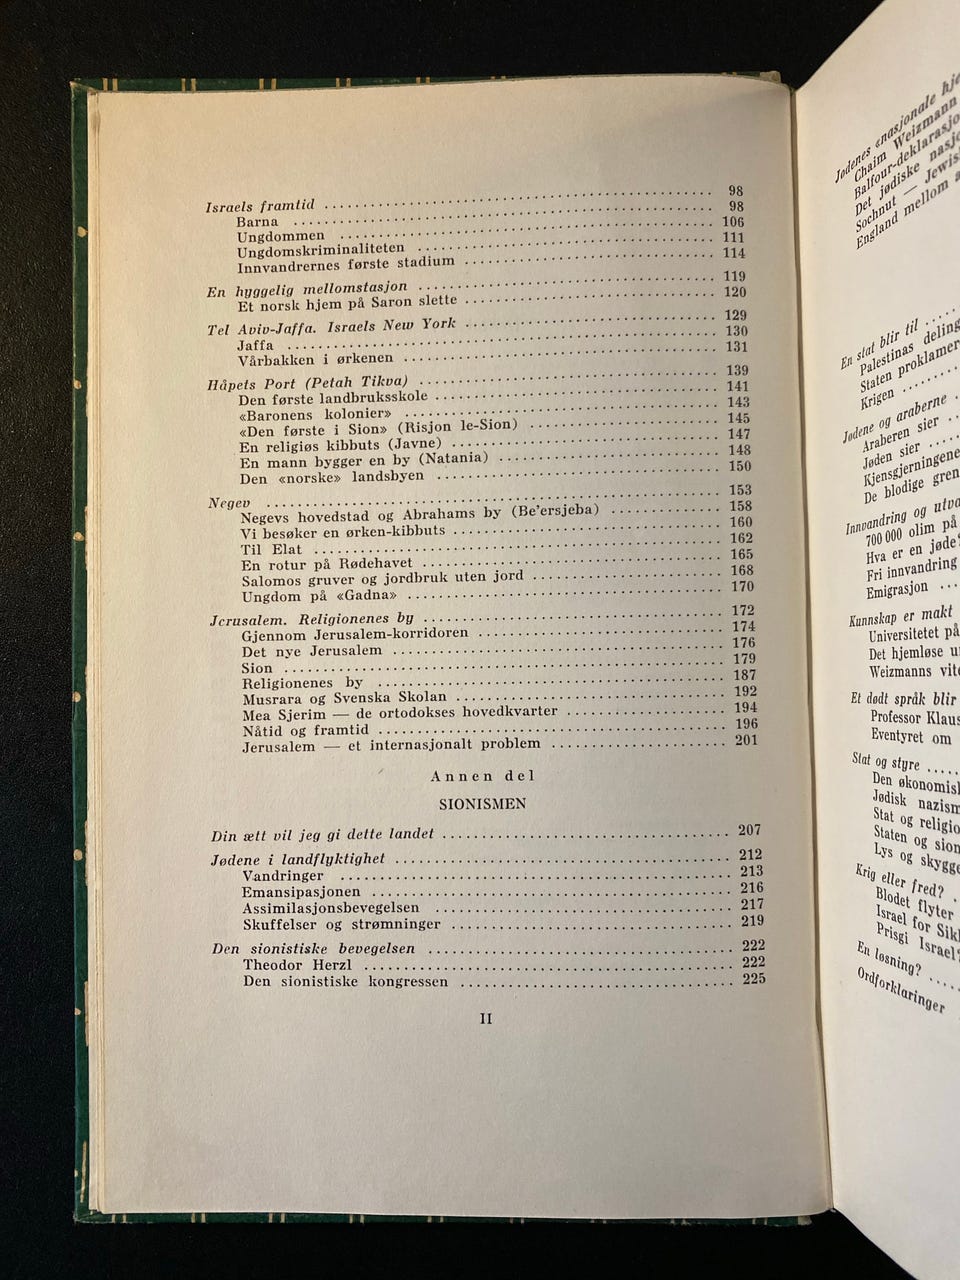 Israels framtid ........ 98
Barna ........ 98
Ungdommen ........ 106
Ungdomskriminaliteten ........ 111
Innvandrernes første stadium ........ 114
En hyggelig mellomstasjon ........ 119
Et norsk hjem på Saron slette ........ 120
Tel Aviv-Jaffa. Israels New York ........ 129
Jaffa ........ 130
Vårbakken i ørkenen ........ 131
Håpets Port (Petah Tikva) ........ 139
Den første landbruksskole ........ 141
«Baronens kolonier» ........ 143
«Den første i Sion» (Risjon le-Sion) ........ 145
En religiøs kibbuts (Javne) ........ 147
En mann bygger en by (Natania) ........ 148
Den «norske» landsbyen ........ 150
Negev ........ 153
Negevs hovedstad og Abrahams by (Be'ersjeba) ........ 158
Vi besøker en ørken-kibbuts ........ 160
Til Elat ........ 162
En rotur på Rødehavet ........ 165
Salomos gruver og jordbruk uten jord ........ 168
Ungdom på «Gadna» ........ 170
Jerusalem. Religionenes by ........ 172
Gjennom Jerusalem-korridoren ........ 174
Det nye Jerusalem ........ 176
Sion ........ 179
Religionenes by ........ 187
Musrara og Svenska Skolan ........ 192
Mea Sjerim — de ortodokses hovedkvarter ........ 194
Nåtid og framtid ........ 196
Jerusalem — et internasjonalt problem ........ 201
Annen del
SIONISMEN
Din ætt vil jeg gi dette landet ........ 207
Jødene i landflyktighet ........ 212
Vandringer ........ 213
Emansipasjonen ........ 216
Assimilasjonsbevegelsen ........ 217
Skuffelser og strømninger ........ 219
Den sionistiske bevegelsen ........ 222
Theodor Herzl ........ 222
Den sionistiske kongressen ........ 225
II
Jødenes «nasjonale
Chaim Weizmann
Balfour-deklarasjo
Det jødiske nasj
Sochnut — Jewis
England mellom
En stat blir til .....
Palestinas deling
Staten proklamer
Krigen ........
Jødene og araberne
Araberen sier ..
Jøden sier .....
Kjensgjerningene
De blodige gren
Innvandring og utva
700 000 olim på
Hva er en jøde?
Fri innvandring
Emigrasjon ...
Kunnskap er makt
Universitetet på
Det hjemløse u
Weizmanns vite
Et dødt språk blir
Professor Klaus
Eventyret om
Stat og styre .....
Den økonomisk
Jødisk nazism
Stat og religio
Staten og sion
Lys og skygge
Krig eller fred? .
Blodet flyter
Israel for Sikk
Prisgi Israel?
En løsning? ....
Ordforklaringer